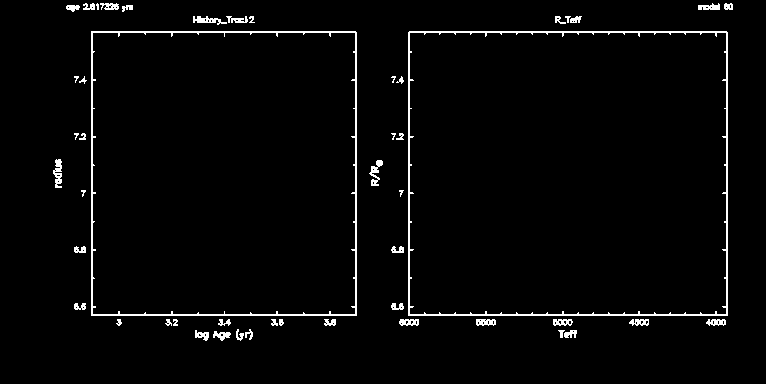 age 2.617326 yrs
model 60
History_Track2
R_Teff
radius
7.4
7.2
7
6.8
6.6
3
3.2
3.4
3.6
3.8
log Age (yr)
R/R⊙
7.4
7.2
7
6.8
6.6
6000
5500
5000
4500
4000
Teff